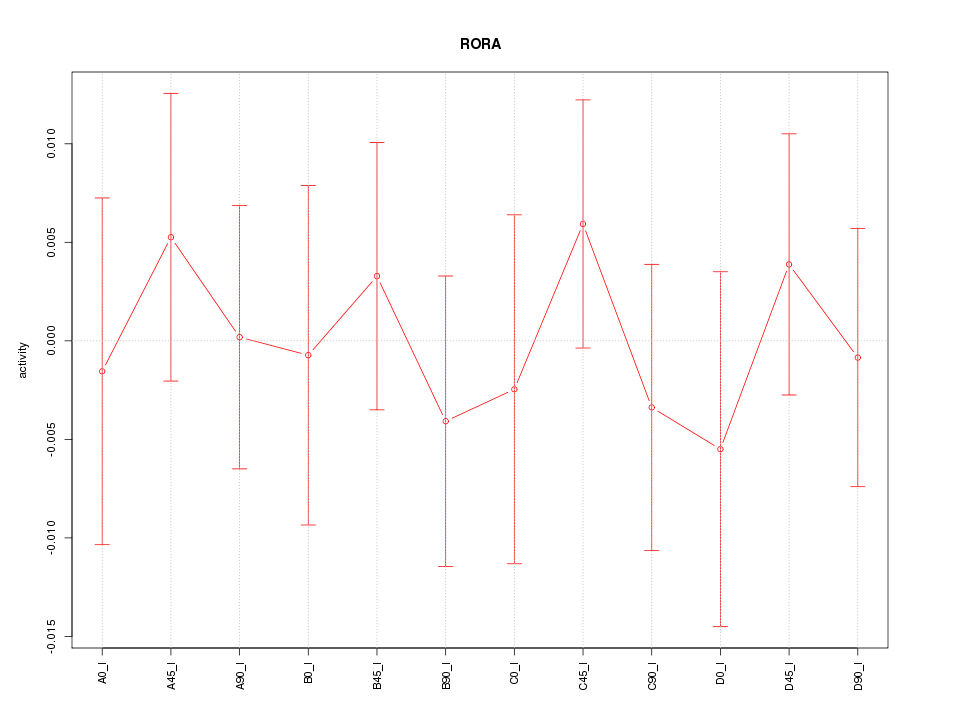 RORA
activity
0.010
0.005
0.000
-0.005
-0.010
-0.015
A0_I
A45_I
A90_I
B0_I
B45_I
B90_I
C0_I
C45_I
C90_I
D0_I
D45_I
D90_I